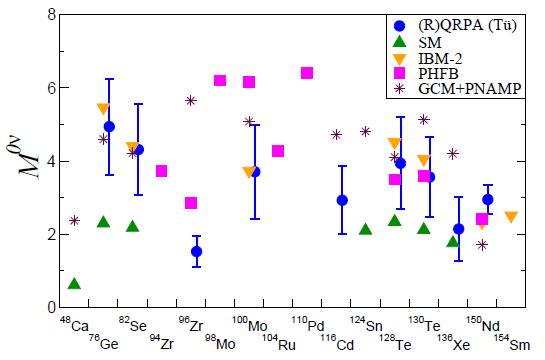 8
6
4
2
0
M⁰ᵛ
(R)QRPA (Tü)
SM
IBM-2
PHFB
GCM+PNAMP
⁴⁸Ca ⁸²Se ⁹⁶Zr ¹⁰⁰Mo ¹¹⁰Pd ¹²⁴Sn ¹³⁰Te ¹⁵⁰Nd
⁷⁶Ge ⁹⁴Zr ⁹⁸Mo ¹⁰⁴Ru ¹¹⁶Cd ¹²⁸Te ¹³⁶Xe ¹⁵⁴Sm